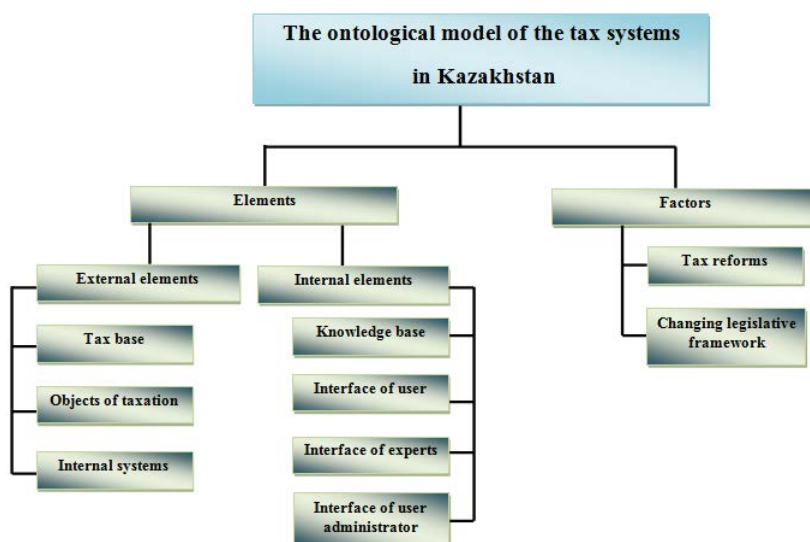 The ontological model of the tax systems
in Kazakhstan
Elements
Factors
External elements
Internal elements
Tax reforms
Tax base
Knowledge base
Changing legislative
framework
Objects of taxation
Interface of user
Internal systems
Interface of experts
Interface of user
administrator